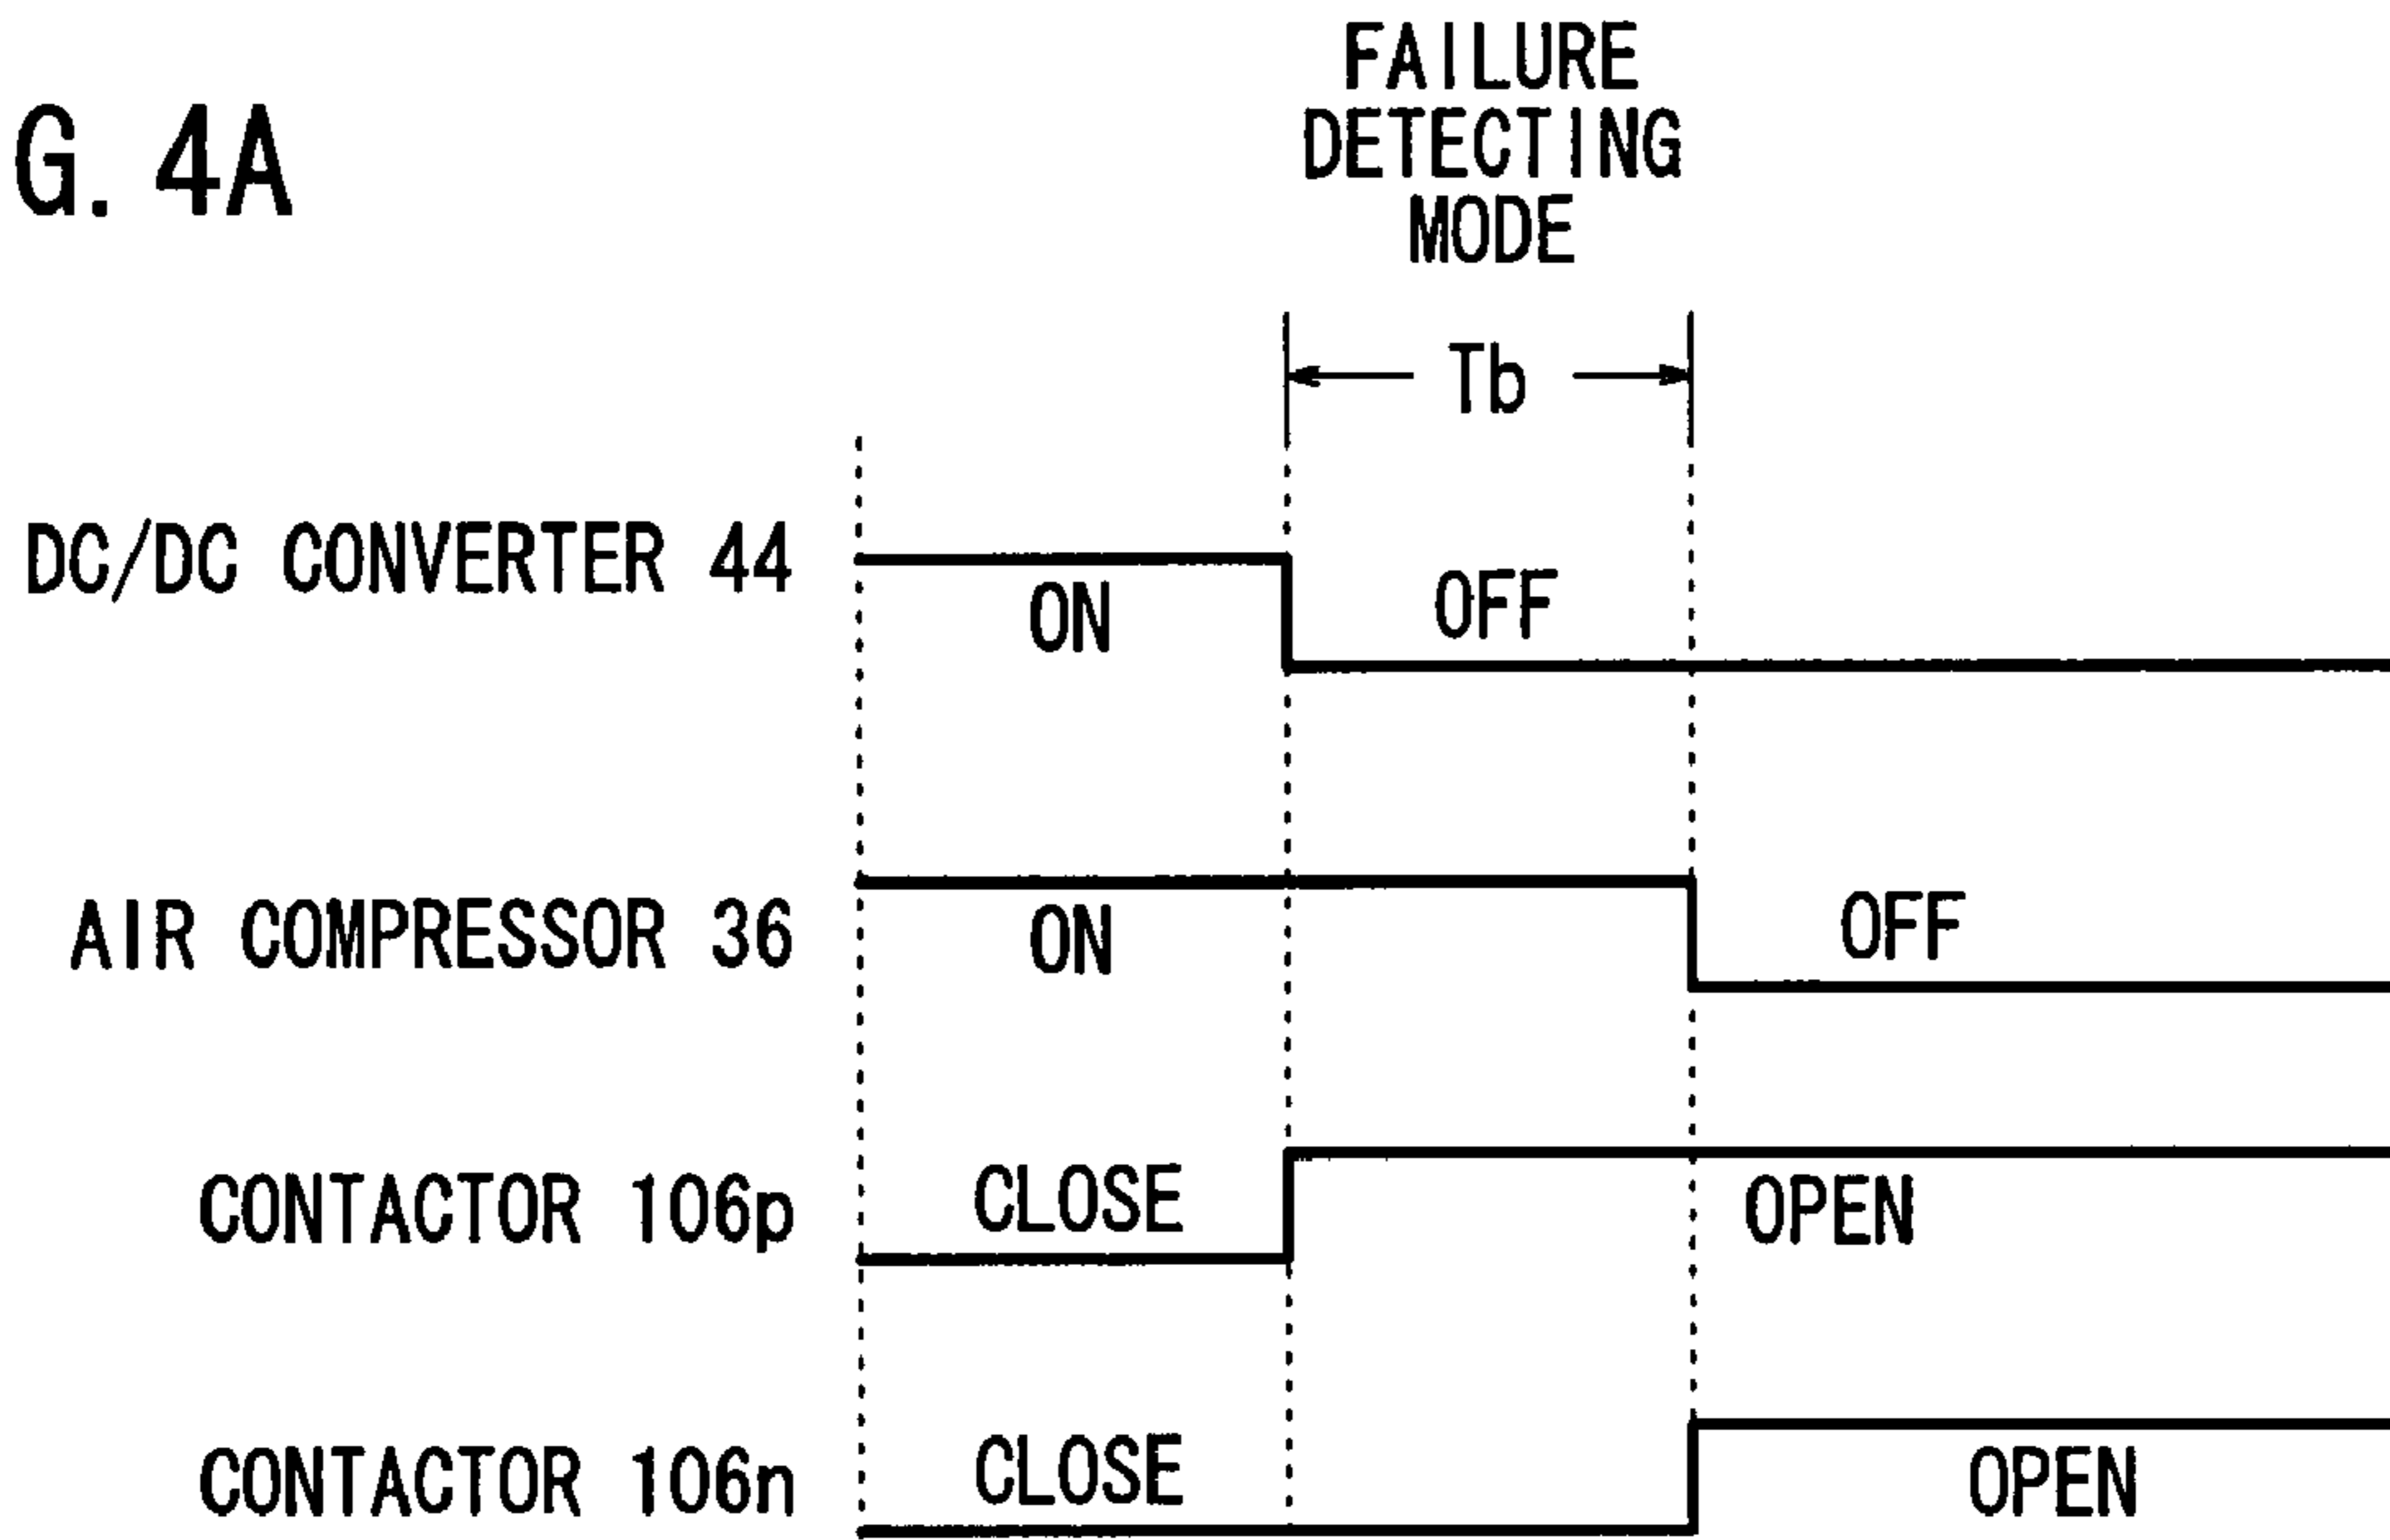 G. 4A
FAILURE
DETECTING
MODE
Tb
DC/DC CONVERTER 44
ON
OFF
AIR COMPRESSOR 36
ON
OFF
CONTACTOR 106p
CLOSE
OPEN
CONTACTOR 106n
CLOSE
OPEN